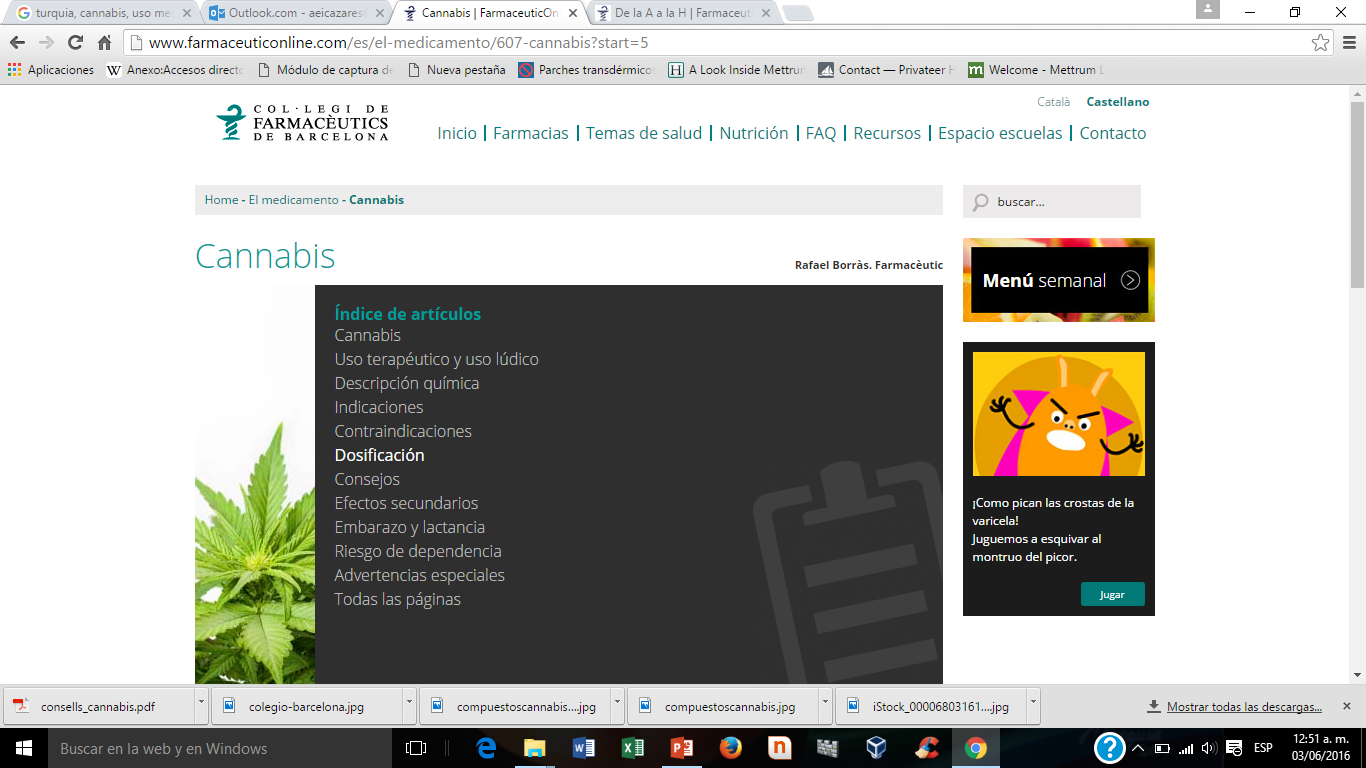 turquia, cannabis, uso me
Outlook.com - aeicazares
Cannabis | FarmaceuticOn
De la A a la H | Farmaceut
www.farmaceuticonline.com/es/el-medicamento/607-cannabis?start=5
Aplicaciones
Anexo:Accesos directo
Módulo de captura de
Nueva pestaña
Parches transdérmicos
A Look Inside Mettrum
Contact — Privateer H
Welcome - Mettrum L
COL·LEGI DE
FARMACÈUTICS
DE BARCELONA
Català Castellano
Inicio | Farmacias | Temas de salud | Nutrición | FAQ | Recursos | Espacio escuelas | Contacto
Home - El medicamento - Cannabis
buscar...
Cannabis
Rafael Borràs. Farmacèutic
Menú semanal
Índice de artículos
Cannabis
Uso terapéutico y uso lúdico
Descripción química
Indicaciones
Contraindicaciones
Dosificación
Consejos
Efectos secundarios
Embarazo y lactancia
Riesgo de dependencia
Advertencias especiales
Todas las páginas
¡Como pican las crostas de la
varicela!
Juguemos a esquivar al
montruo del picor.
Jugar
consells_cannabis.pdf
colegio-barcelona.jpg
compuestoscannabis....jpg
compuestoscannabis.jpg
iStock_00006803161....jpg
Mostrar todas las descargas...
Buscar en la web y en Windows
ESP
12:51 a. m.
03/06/2016